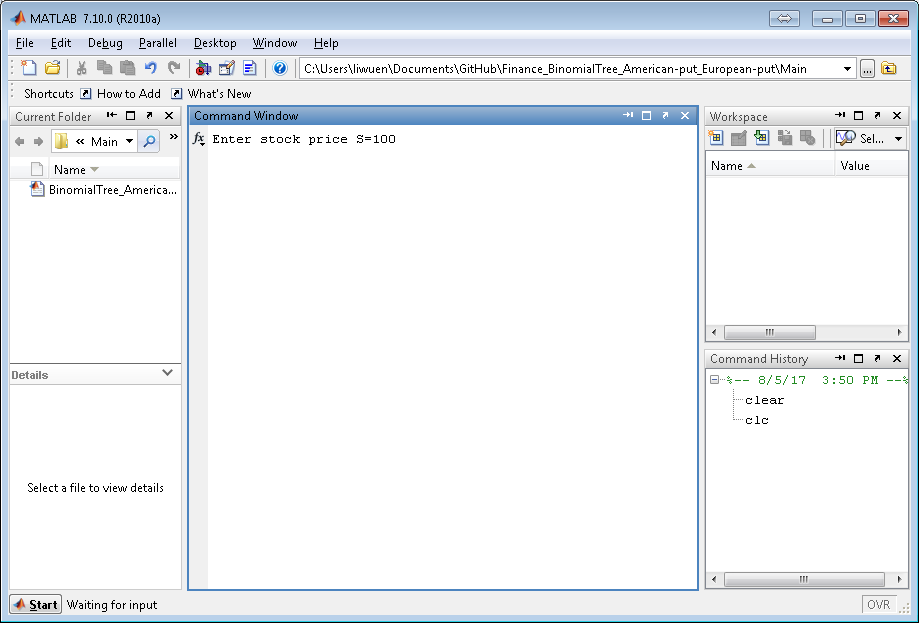 MATLAB 7.10.0 (R2010a)
File Edit Debug Parallel Desktop Window Help
C:\Users\liwuen\Documents\GitHub\Finance_BinomialTree_American-put_European-put\Main
Shortcuts How to Add What's New
Current Folder
« Main
»
Name
BinomialTree_America...
Details
Select a file to view details
Command Window
fx Enter stock price S=100
Workspace
Sel...
Name Value
Command History
%-- 8/5/17 3:50 PM --%
clear
clc
Start Waiting for input
OVR